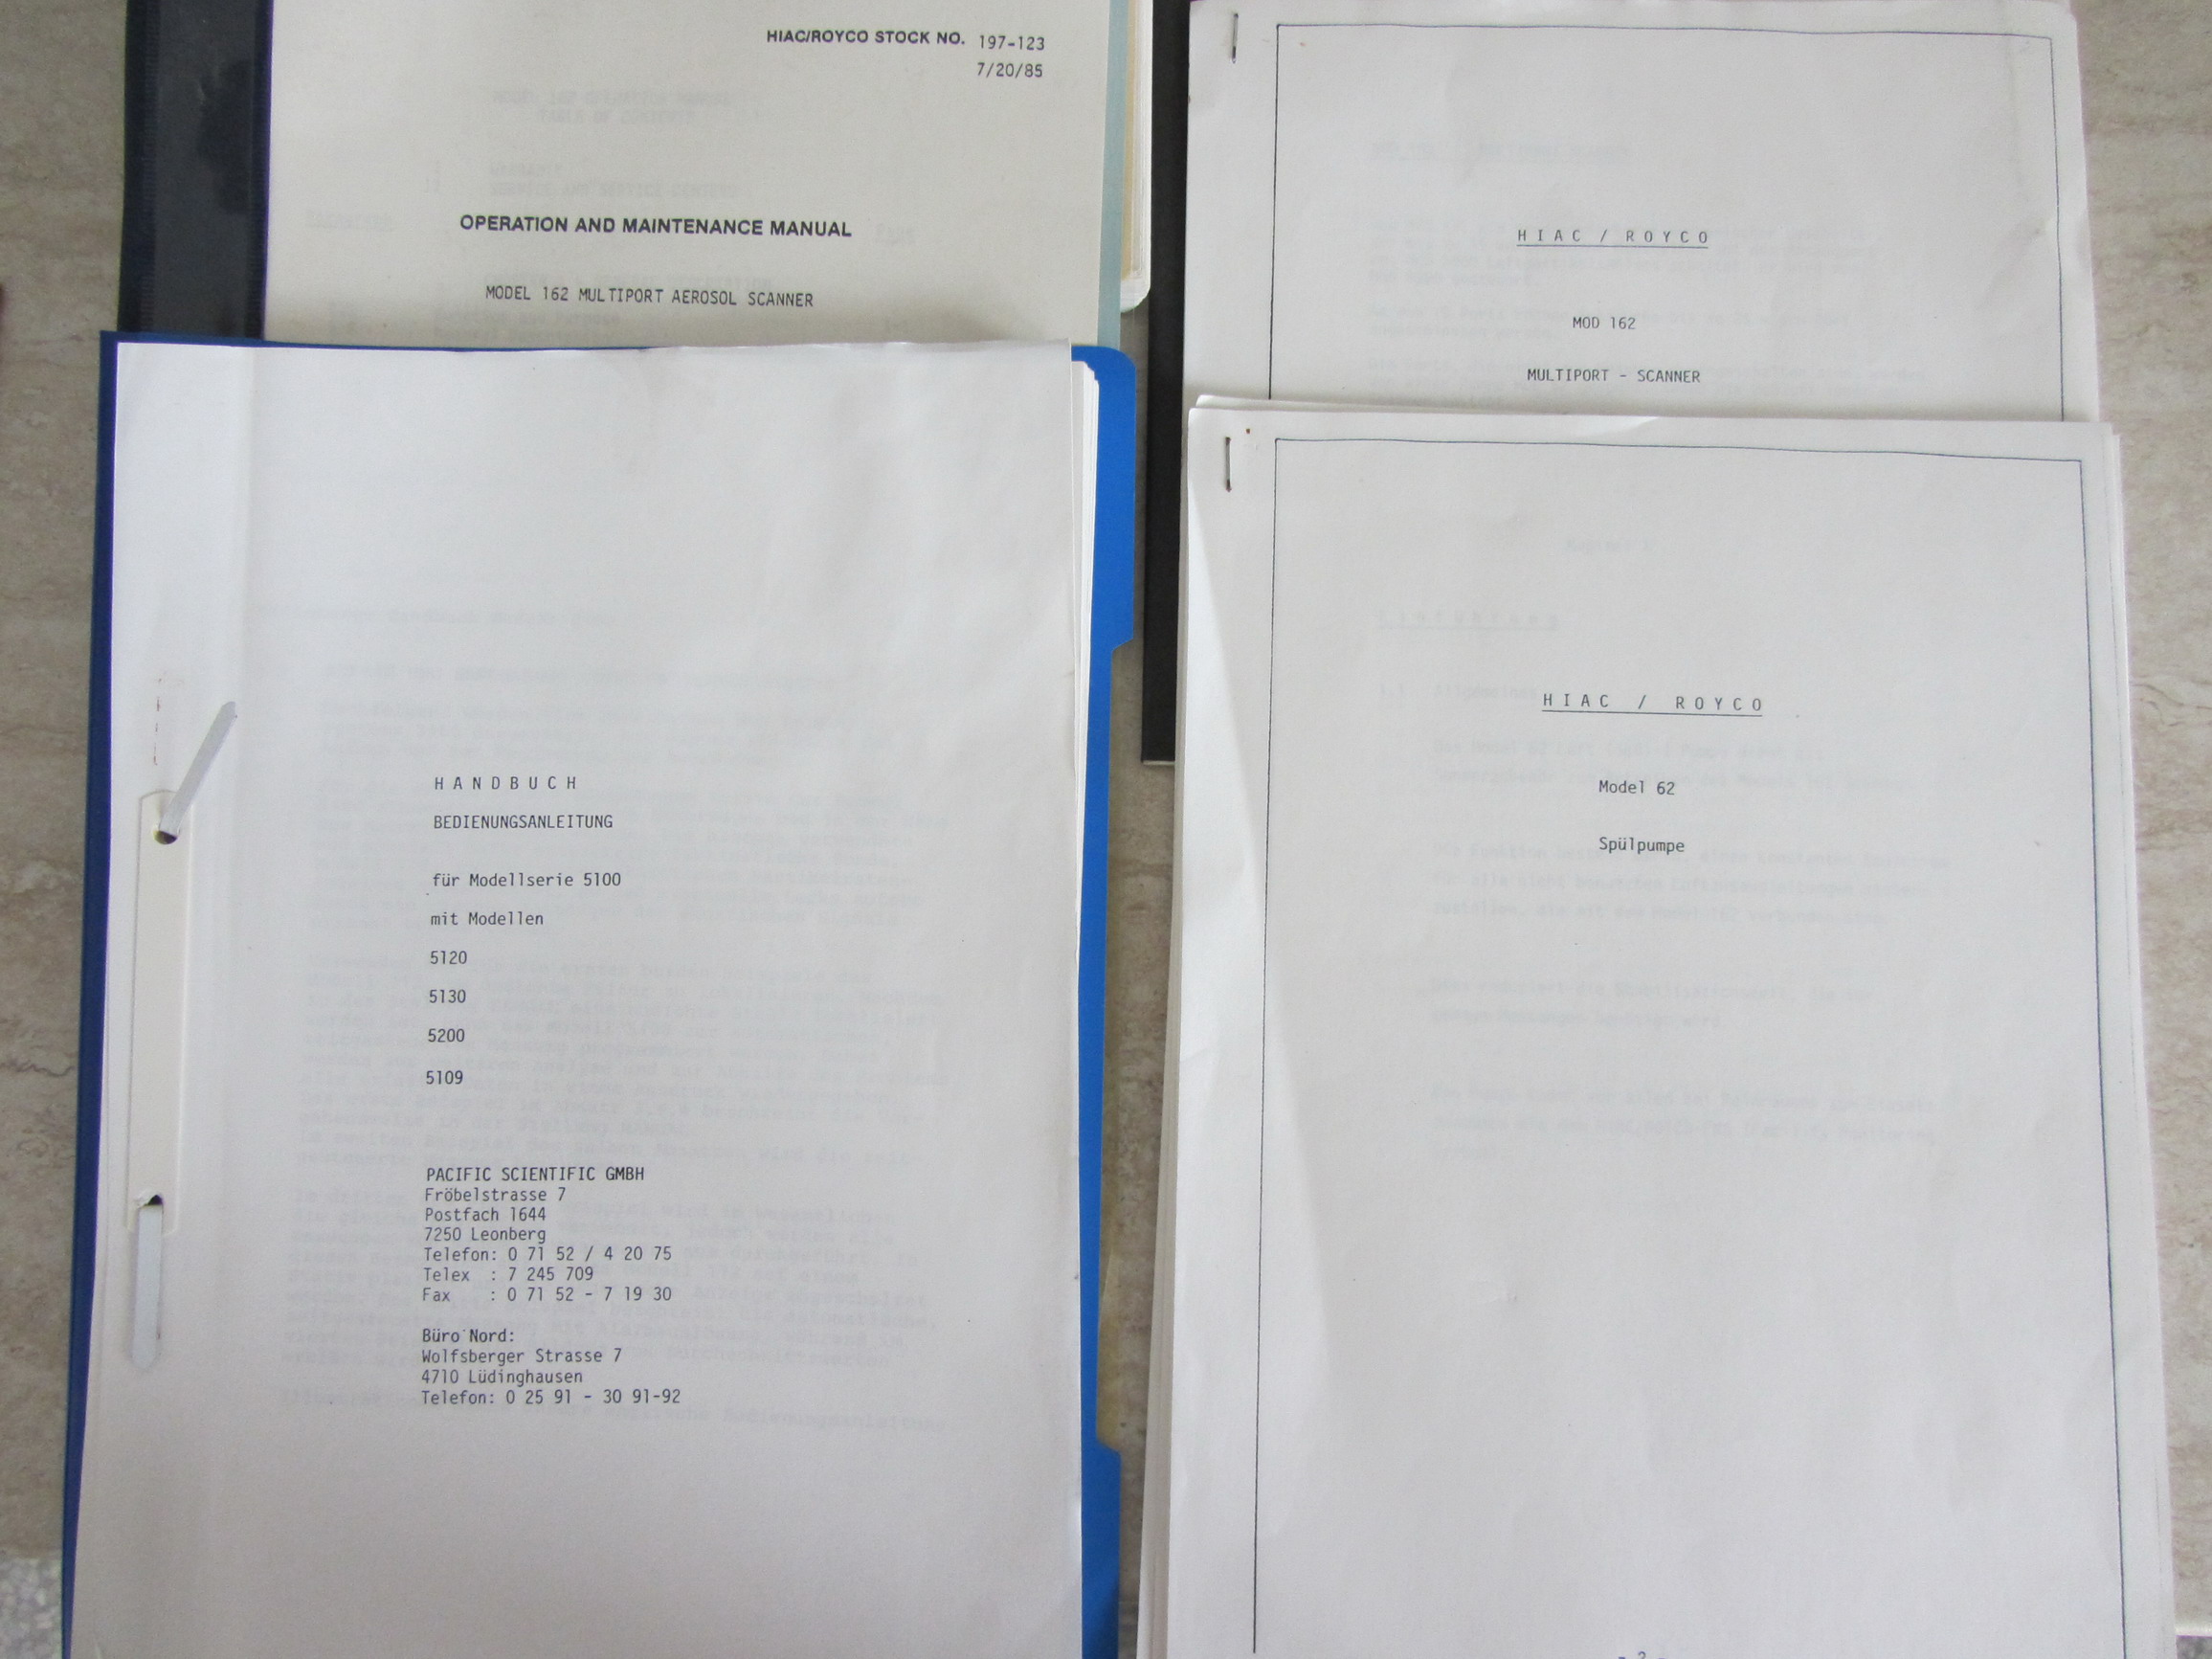 HIAC/ROYCO STOCK NO. 197-123
7/20/85
OPERATION AND MAINTENANCE MANUAL
MODEL 162 MULTIPORT AEROSOL SCANNER
HIAC / ROYCO
MOD 162
MULTIPORT - SCANNER
HANDBUCH
BEDIENUNGSANLEITUNG
für Modellserie 5100
mit Modellen
5120
5130
5200
5109
PACIFIC SCIENTIFIC GMBH
Fröbelstrasse 7
Postfach 1644
7250 Leonberg
Telefon: 0 71 52 / 4 20 75
Telex : 7 245 709
Fax : 0 71 52 - 7 19 30
Büro Nord:
Wolfsberger Strasse 7
4710 Lüdinghausen
Telefon: 0 25 91 - 30 91-92
HIAC / ROYCO
Model 62
Spülpumpe